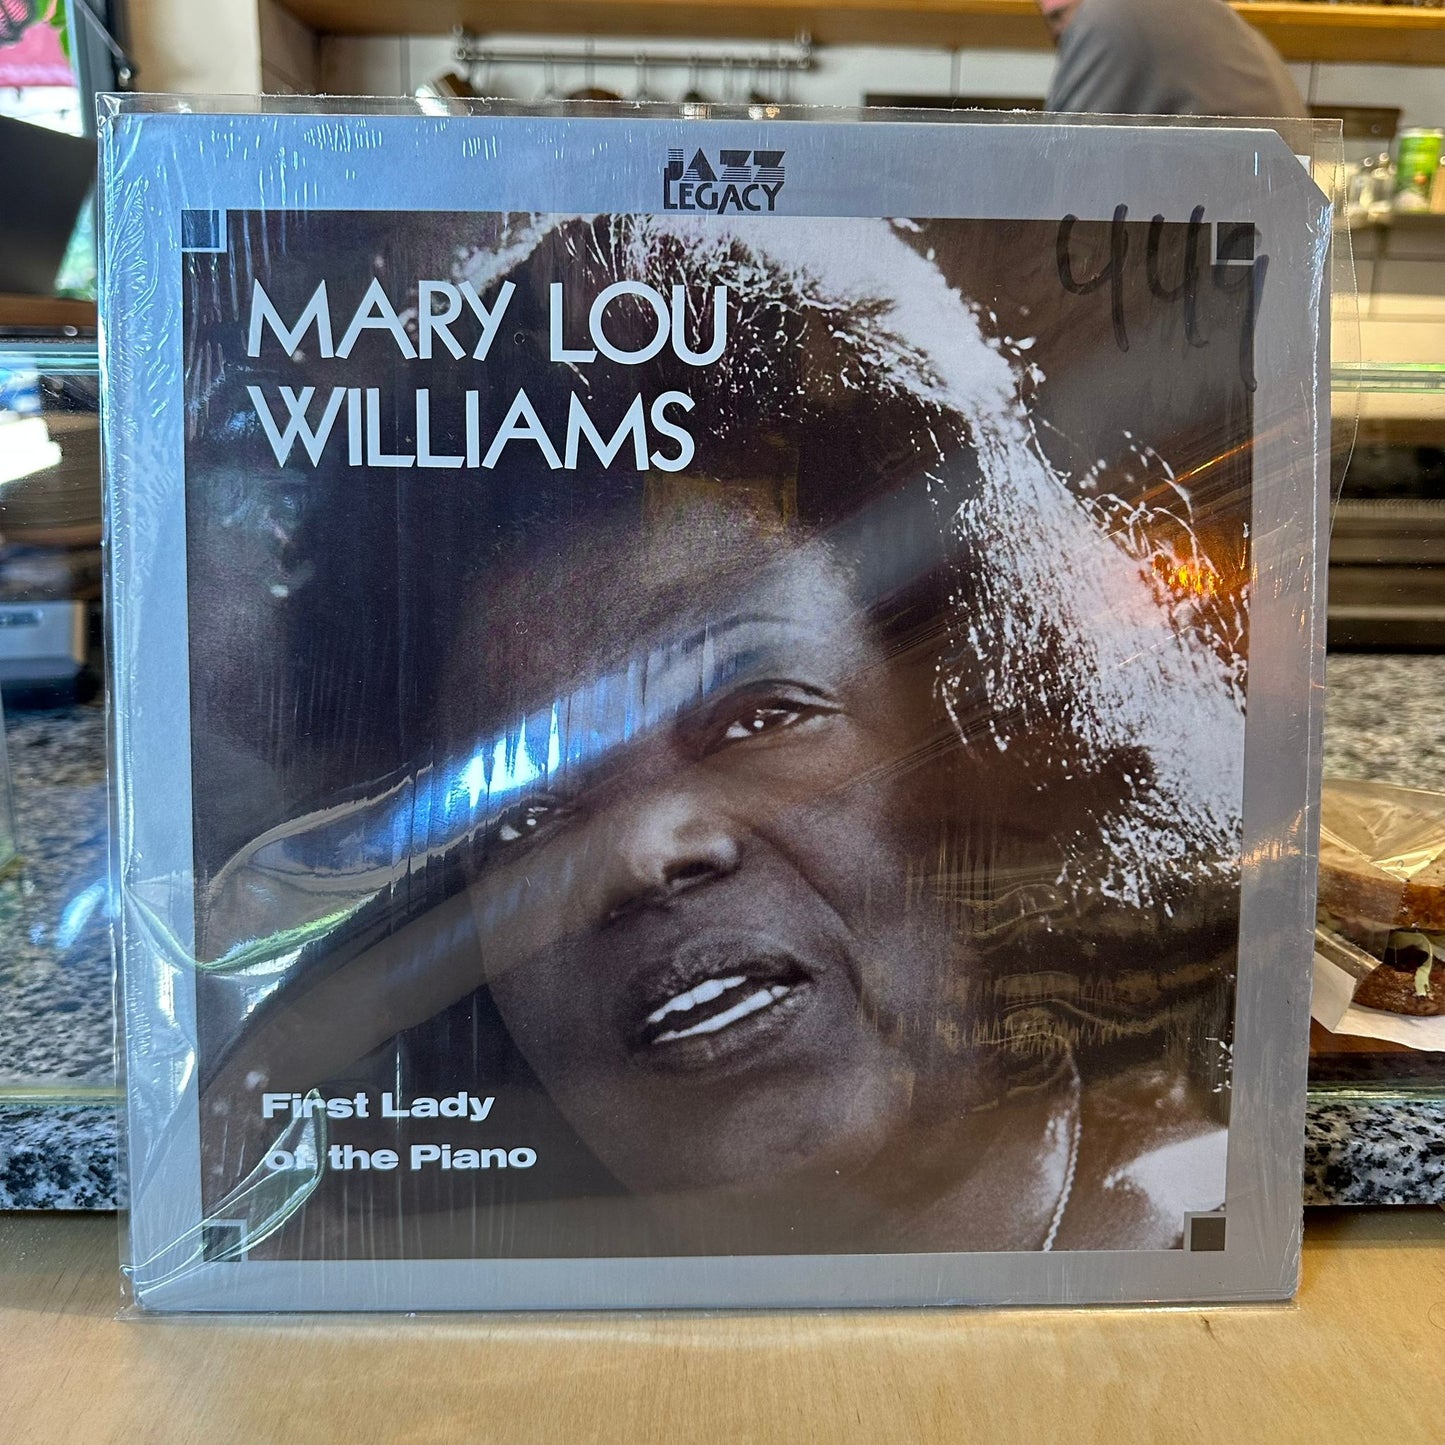 JAZZ
LEGACY
449
MARY LOU
WILLIAMS
First Lady
of the Piano